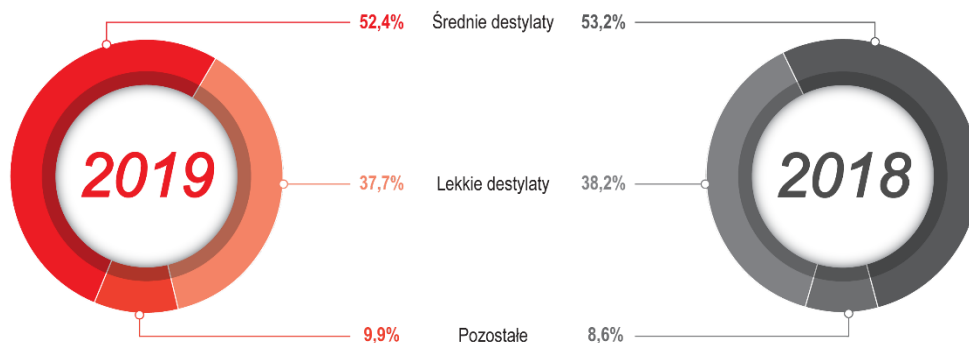 52,4% Średnie destylaty 53,2%
2019 37,7% Lekkie destylaty 38,2% 2018
9,9% Pozostałe 8,6%